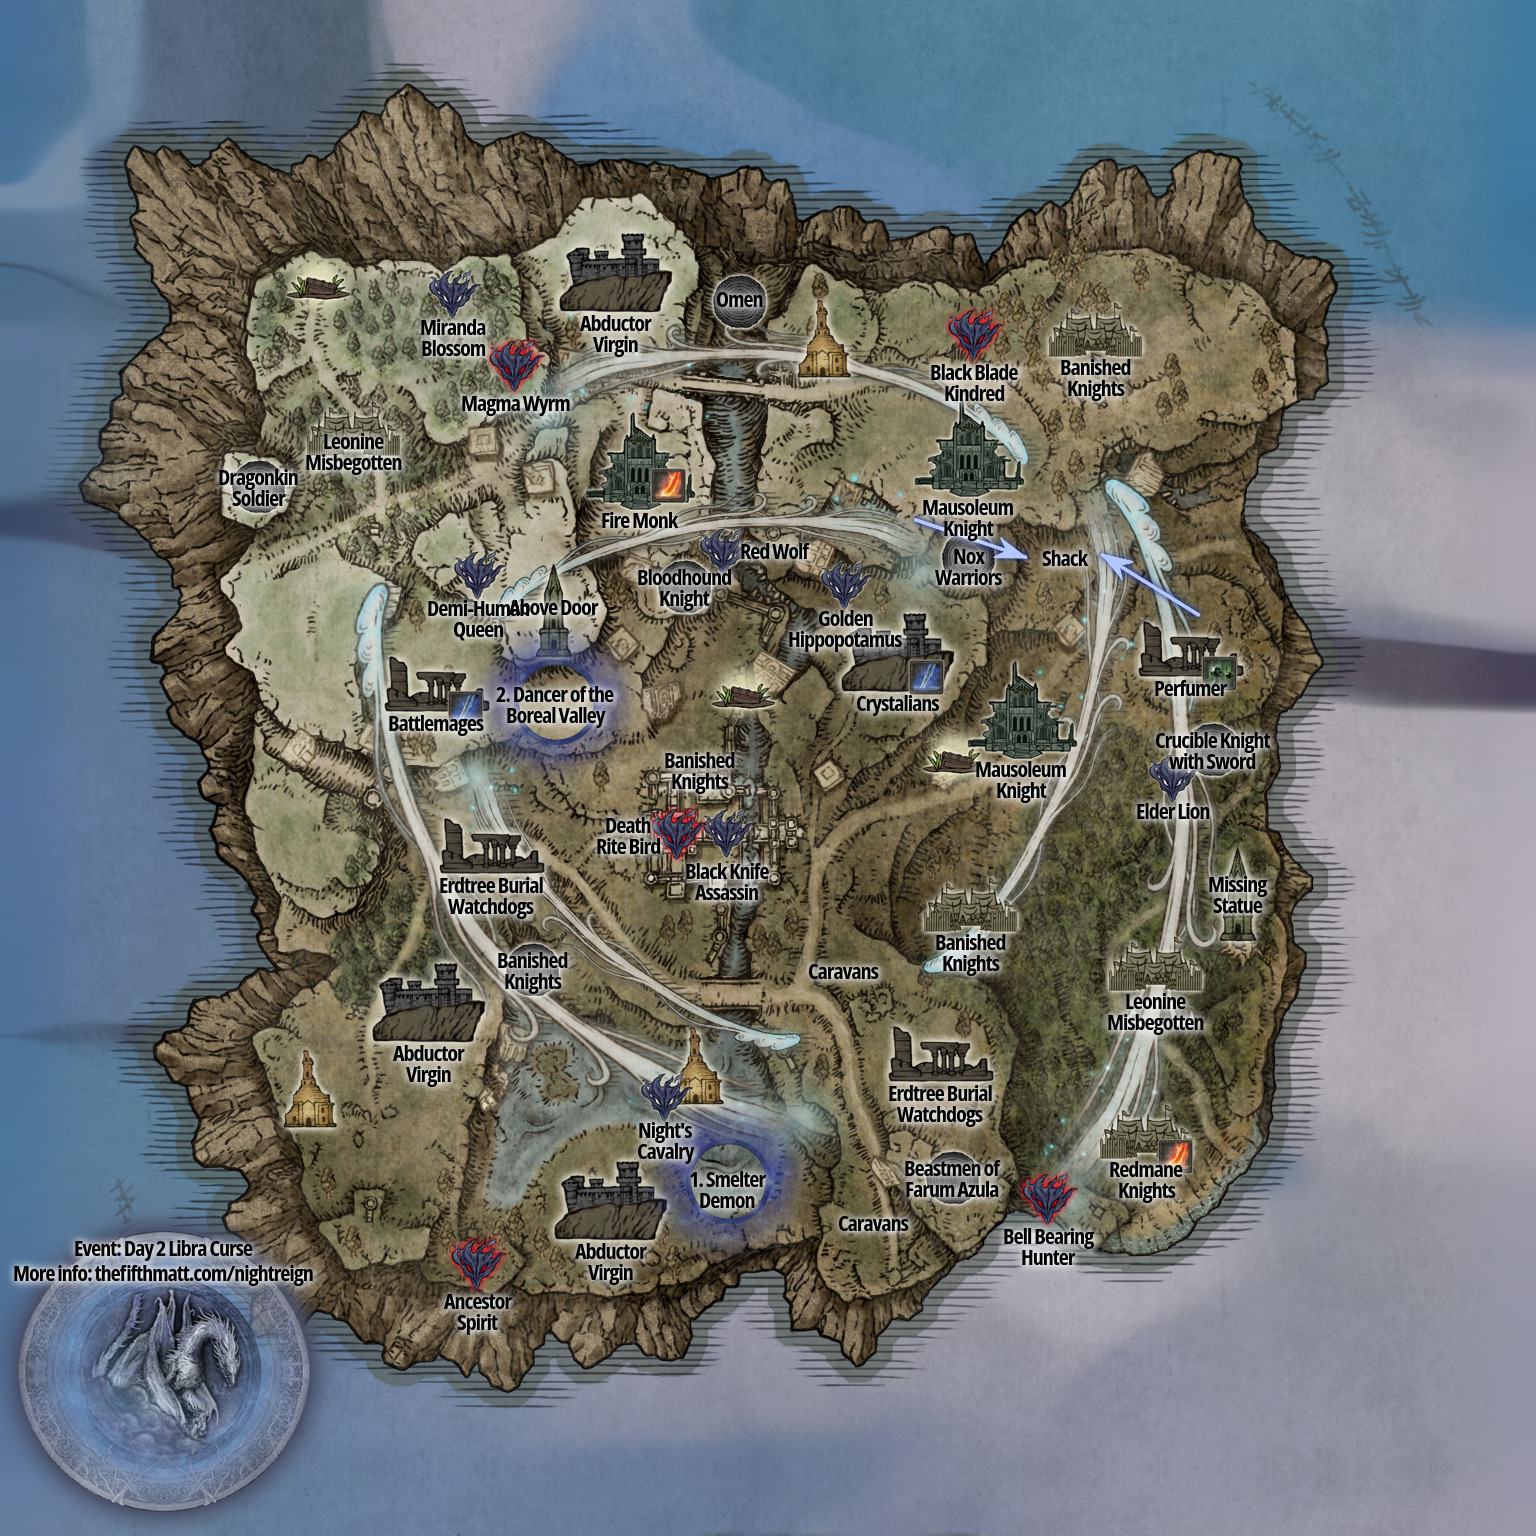 Omen
Miranda
Blossom
Abductor
Virgin
Magma Wyrm
Black Blade
Kindred
Banished
Knights
Leonine
Misbegotten
Dragonkin
Soldier
Fire Monk
Mausoleum
Knight
Nox
Warriors
Shack
Red Wolf
Bloodhound
Knight
Demi-Human
Queen
Above Door
Golden
Hippopotamus
Battlemages
2. Dancer of the
Boreal Valley
Crystalians
Perfumer
Crucible Knight
with Sword
Elder Lion
Banished
Knights
Mausoleum
Knight
Death
Rite Bird
Black Knife
Assassin
Erdtree Burial
Watchdogs
Missing
Statue
Banished
Knights
Banished
Knights
Caravans
Leonine
Misbegotten
Abductor
Virgin
Erdtree Burial
Watchdogs
Night's
Cavalry
1. Smelter
Demon
Beastmen of
Farum Azula
Redmane
Knights
Caravans
Bell Bearing
Hunter
Abductor
Virgin
Ancestor
Spirit
Event: Day 2 Libra Curse
More info: thefifthmatt.com/nightreign